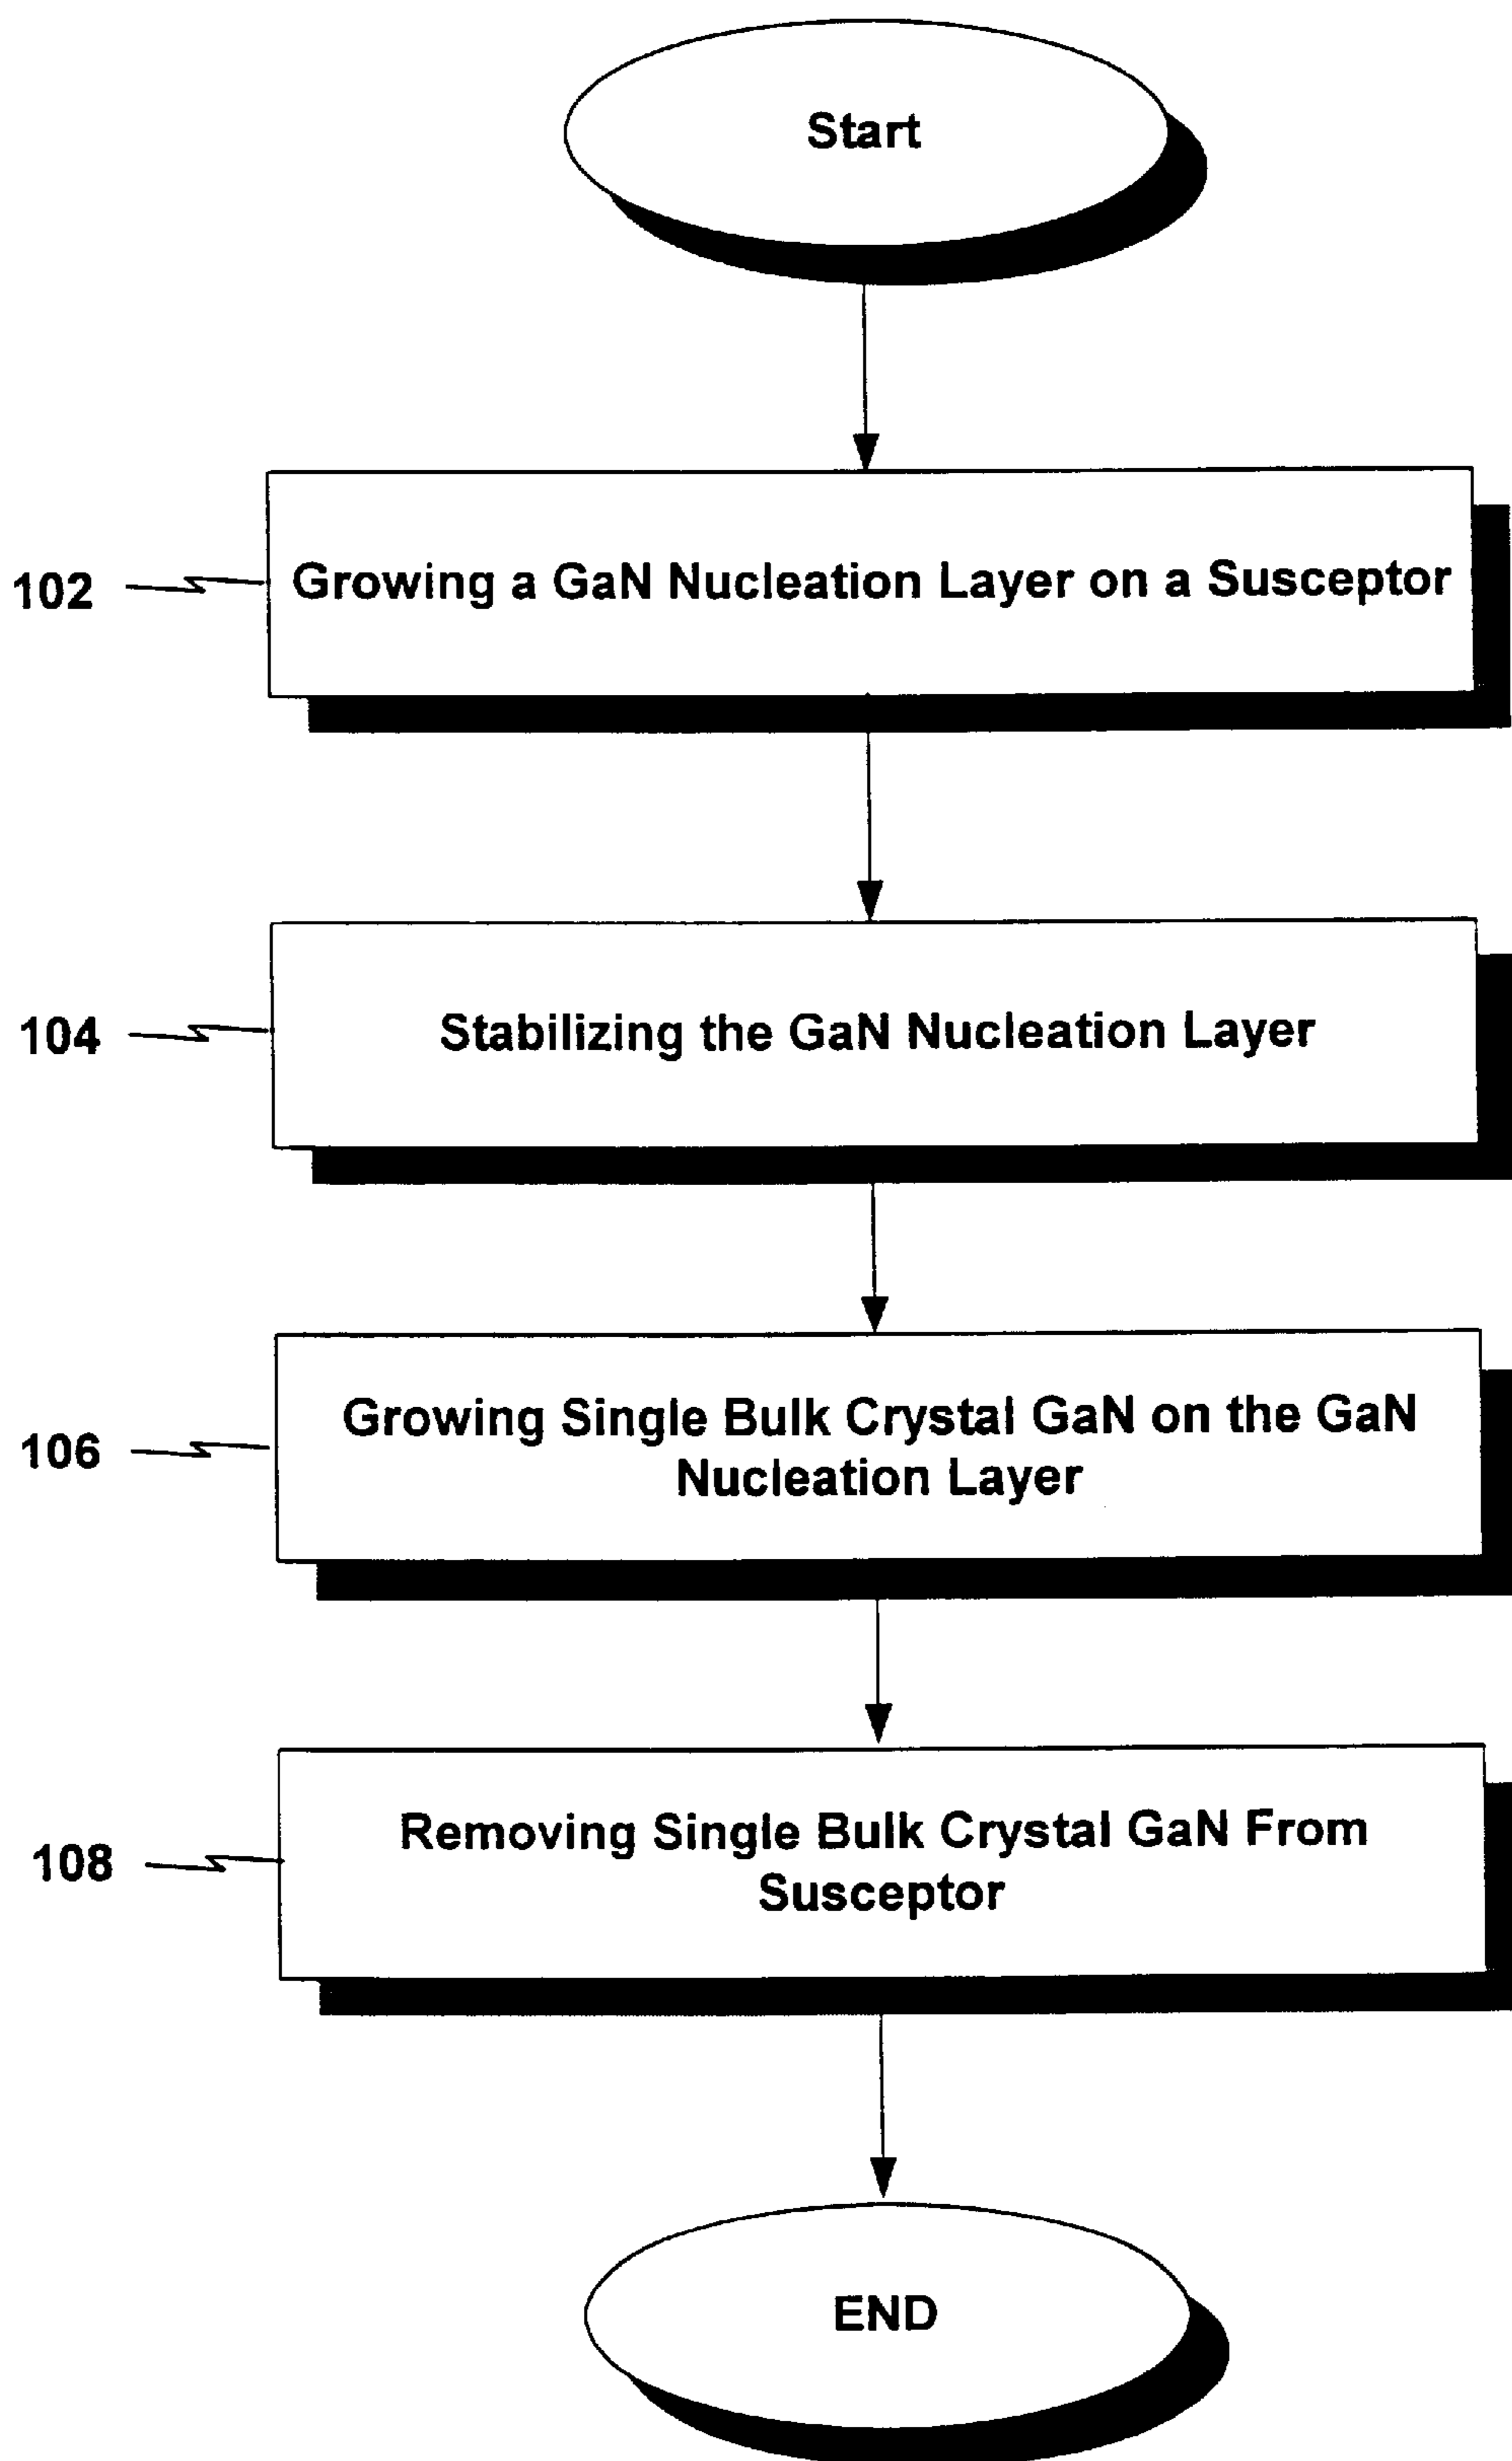 Start
102
Growing a GaN Nucleation Layer on a Susceptor
104
Stabilizing the GaN Nucleation Layer
106
Growing Single Bulk Crystal GaN on the GaN
Nucleation Layer
108
Removing Single Bulk Crystal GaN From
Susceptor
END